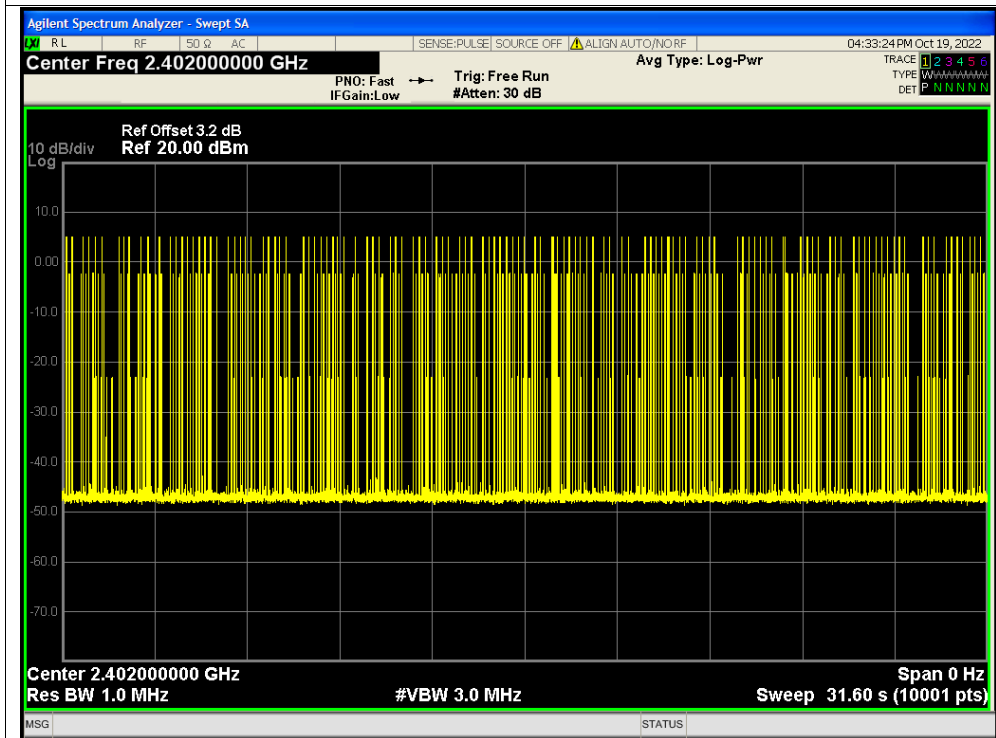 Agilent Spectrum Analyzer - Swept SA
LXI RL RF 50 Ω AC SENSE:PULSE SOURCE OFF ALIGN AUTO/NO RF 04:33:24 PM Oct 19, 2022
Center Freq 2.402000000 GHz Avg Type: Log-Pwr TRACE 1 2 3 4 5 6
PNO: Fast Trig: Free Run TYPE W
IFGain:Low #Atten: 30 dB DET P N N N N N
Ref Offset 3.2 dB
10 dB/div Ref 20.00 dBm
Log
10.0
0.00
-10.0
-20.0
-30.0
-40.0
-50.0
-60.0
-70.0
Center 2.402000000 GHz Span 0 Hz
Res BW 1.0 MHz #VBW 3.0 MHz Sweep 31.60 s (10001 pts)
MSG STATUS